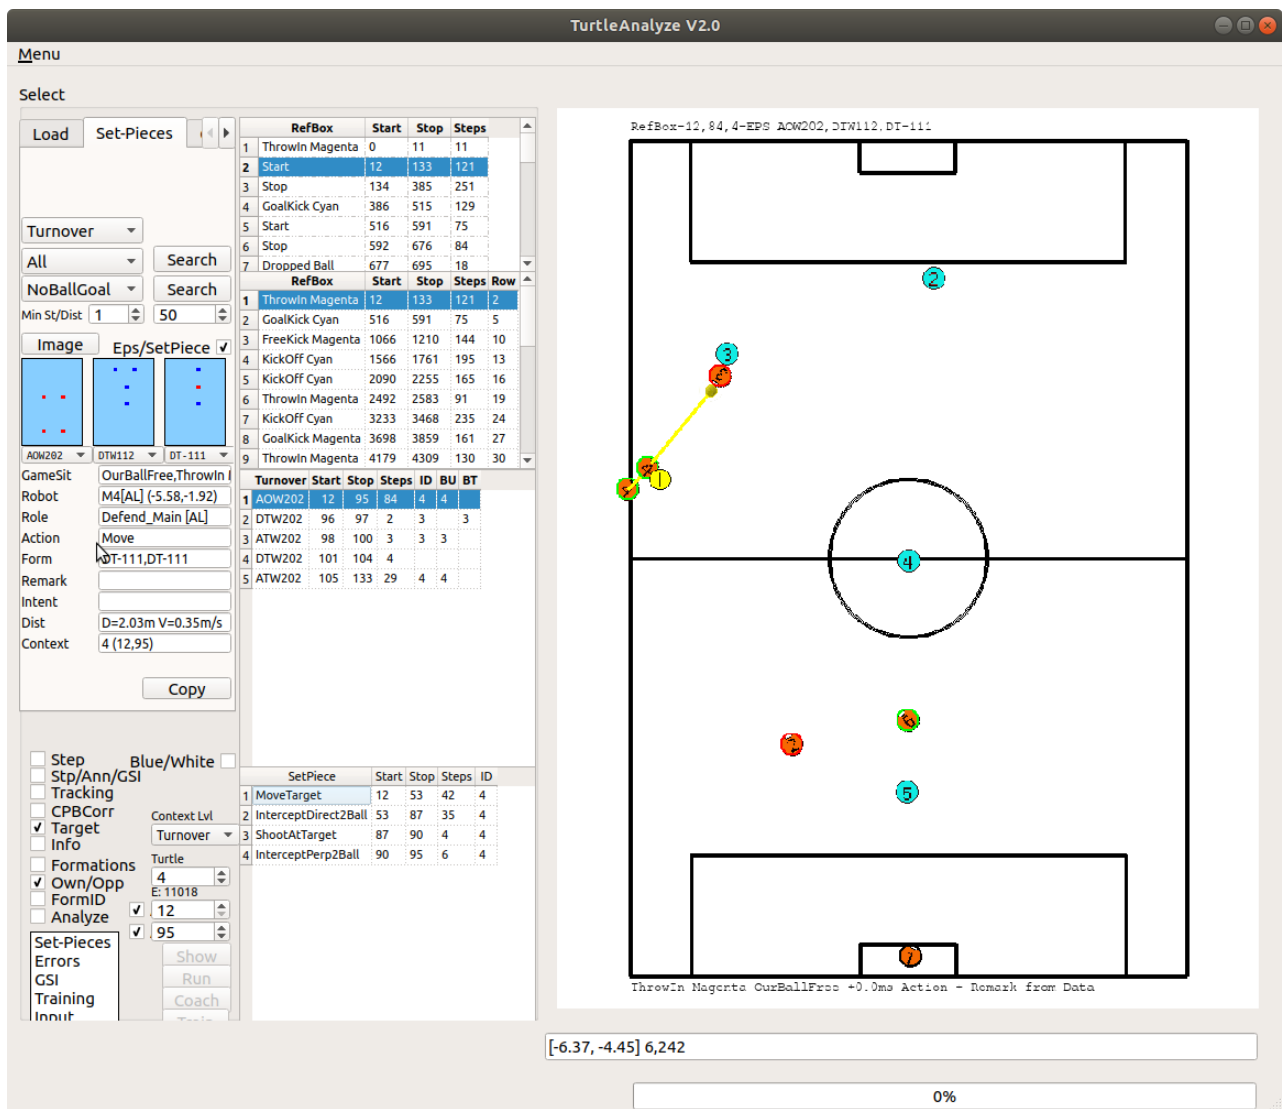 TurtleAnalyze V2.0
Menu
Select
Load Set-Pieces
Turnover
All Search
NoBallGoal Search
Min St/Dist 1 50
Image Eps/SetPiece
AOW202 DTW112 DT-111
GameSit OurBallFree,ThrowIn
Robot M4[AL] (-5.58,-1.92)
Role Defend_Main [AL]
Action Move
Form DT-111,DT-111
Remark
Intent
Dist D=2.03m V=0.35m/s
Context 4 (12,95)
Copy
Step Blue/White
Stp/Ann/GSI
Tracking
CPBCorr Context Lvl
Target Turnover
Info
Formations Turtle
Own/Opp 4
FormID E: 11018
Analyze 12
95
Set-Pieces Show
Errors
GSI Run
Training Coach
Input Train
RefBox Start Stop Steps
1 ThrowIn Magenta 0 11 11
2 Start 12 133 121
3 Stop 134 385 251
4 GoalKick Cyan 386 515 129
5 Start 516 591 75
6 Stop 592 676 84
7 Dropped Ball 677 695 18
RefBox Start Stop Steps Row
1 ThrowIn Magenta 12 133 121 2
2 GoalKick Cyan 516 591 75 5
3 FreeKick Magenta 1066 1210 144 10
4 KickOff Cyan 1566 1761 195 13
5 KickOff Cyan 2090 2255 165 16
6 ThrowIn Magenta 2492 2583 91 19
7 KickOff Cyan 3233 3468 235 24
8 GoalKick Magenta 3698 3859 161 27
9 ThrowIn Magenta 4179 4309 130 30
Turnover Start Stop Steps ID BU BT
1 AOW202 12 95 84 4 4
2 DTW202 96 97 2 3 3
3 ATW202 98 100 3 3 3
4 DTW202 101 104 4
5 ATW202 105 133 29 4 4
SetPiece Start Stop Steps ID
1 MoveTarget 12 53 42 4
2 InterceptDirect2Ball 53 87 35 4
3 ShootAtTarget 87 90 4 4
4 InterceptPerp2Ball 90 95 6 4
RefBox-12,84,4-EPS AOW202,DTW112,DT-111
2
3
1
4
6
5
ThrowIn Magenta OurBallFree +0.0ms Action - Remark from Data
[-6.37, -4.45] 6,242
0%